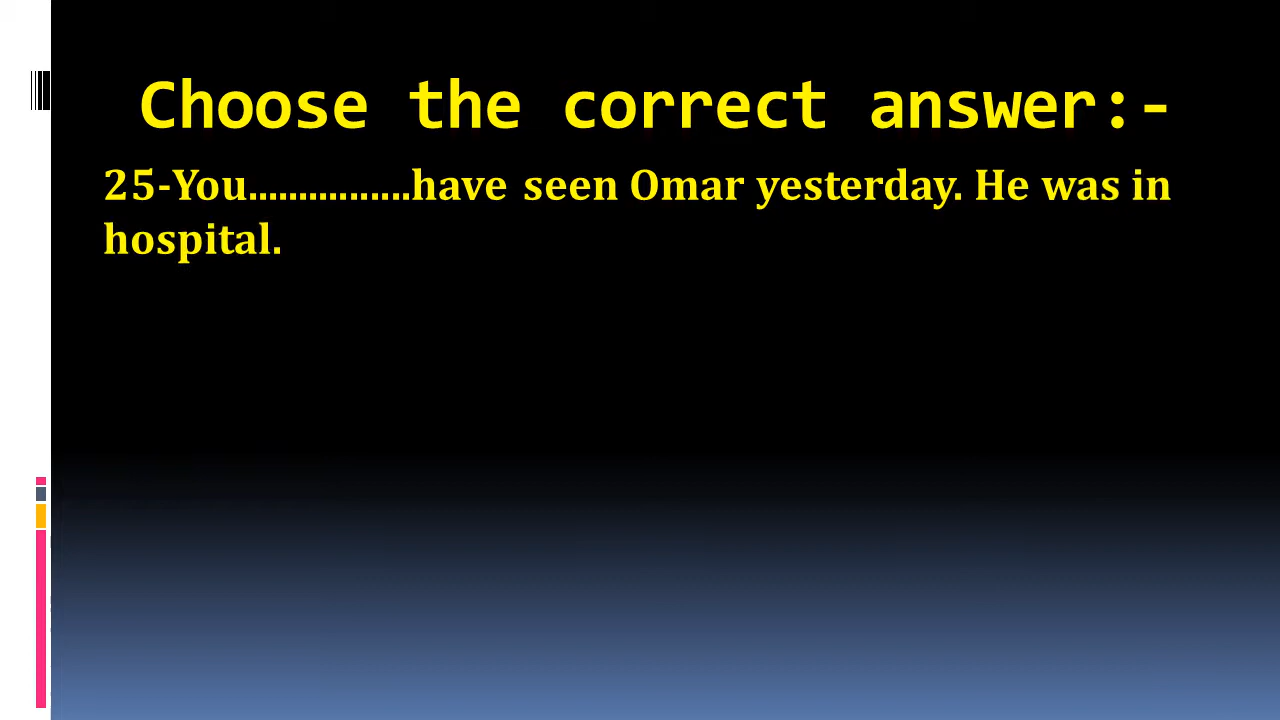 Choose the correct answer:-
25-You................have seen Omar yesterday. He was in
hospital.